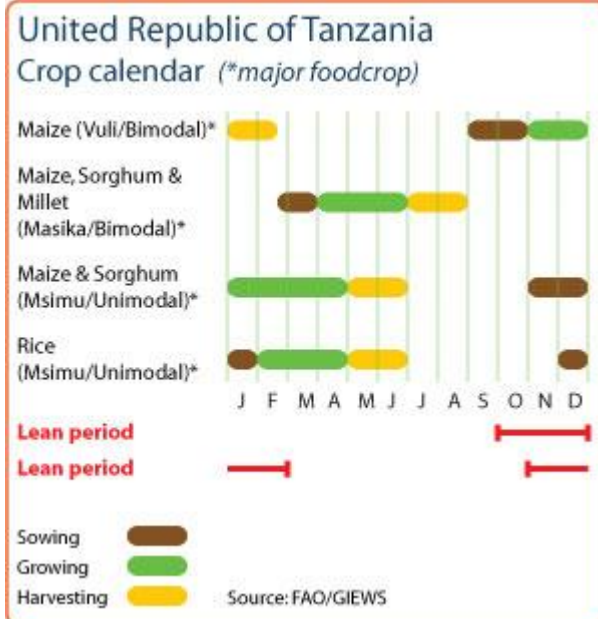 United Republic of Tanzania
Crop calendar (*major foodcrop)
Maize (Vuli/Bimodal)*
Maize, Sorghum &
Millet
(Masika/Bimodal)*
Maize & Sorghum
(Msimu/Unimodal)*
Rice
(Msimu/Unimodal)*
J F M A M J J A S O N D
Lean period
Lean period
Sowing
Growing
Harvesting
Source: FAO/GIEWS